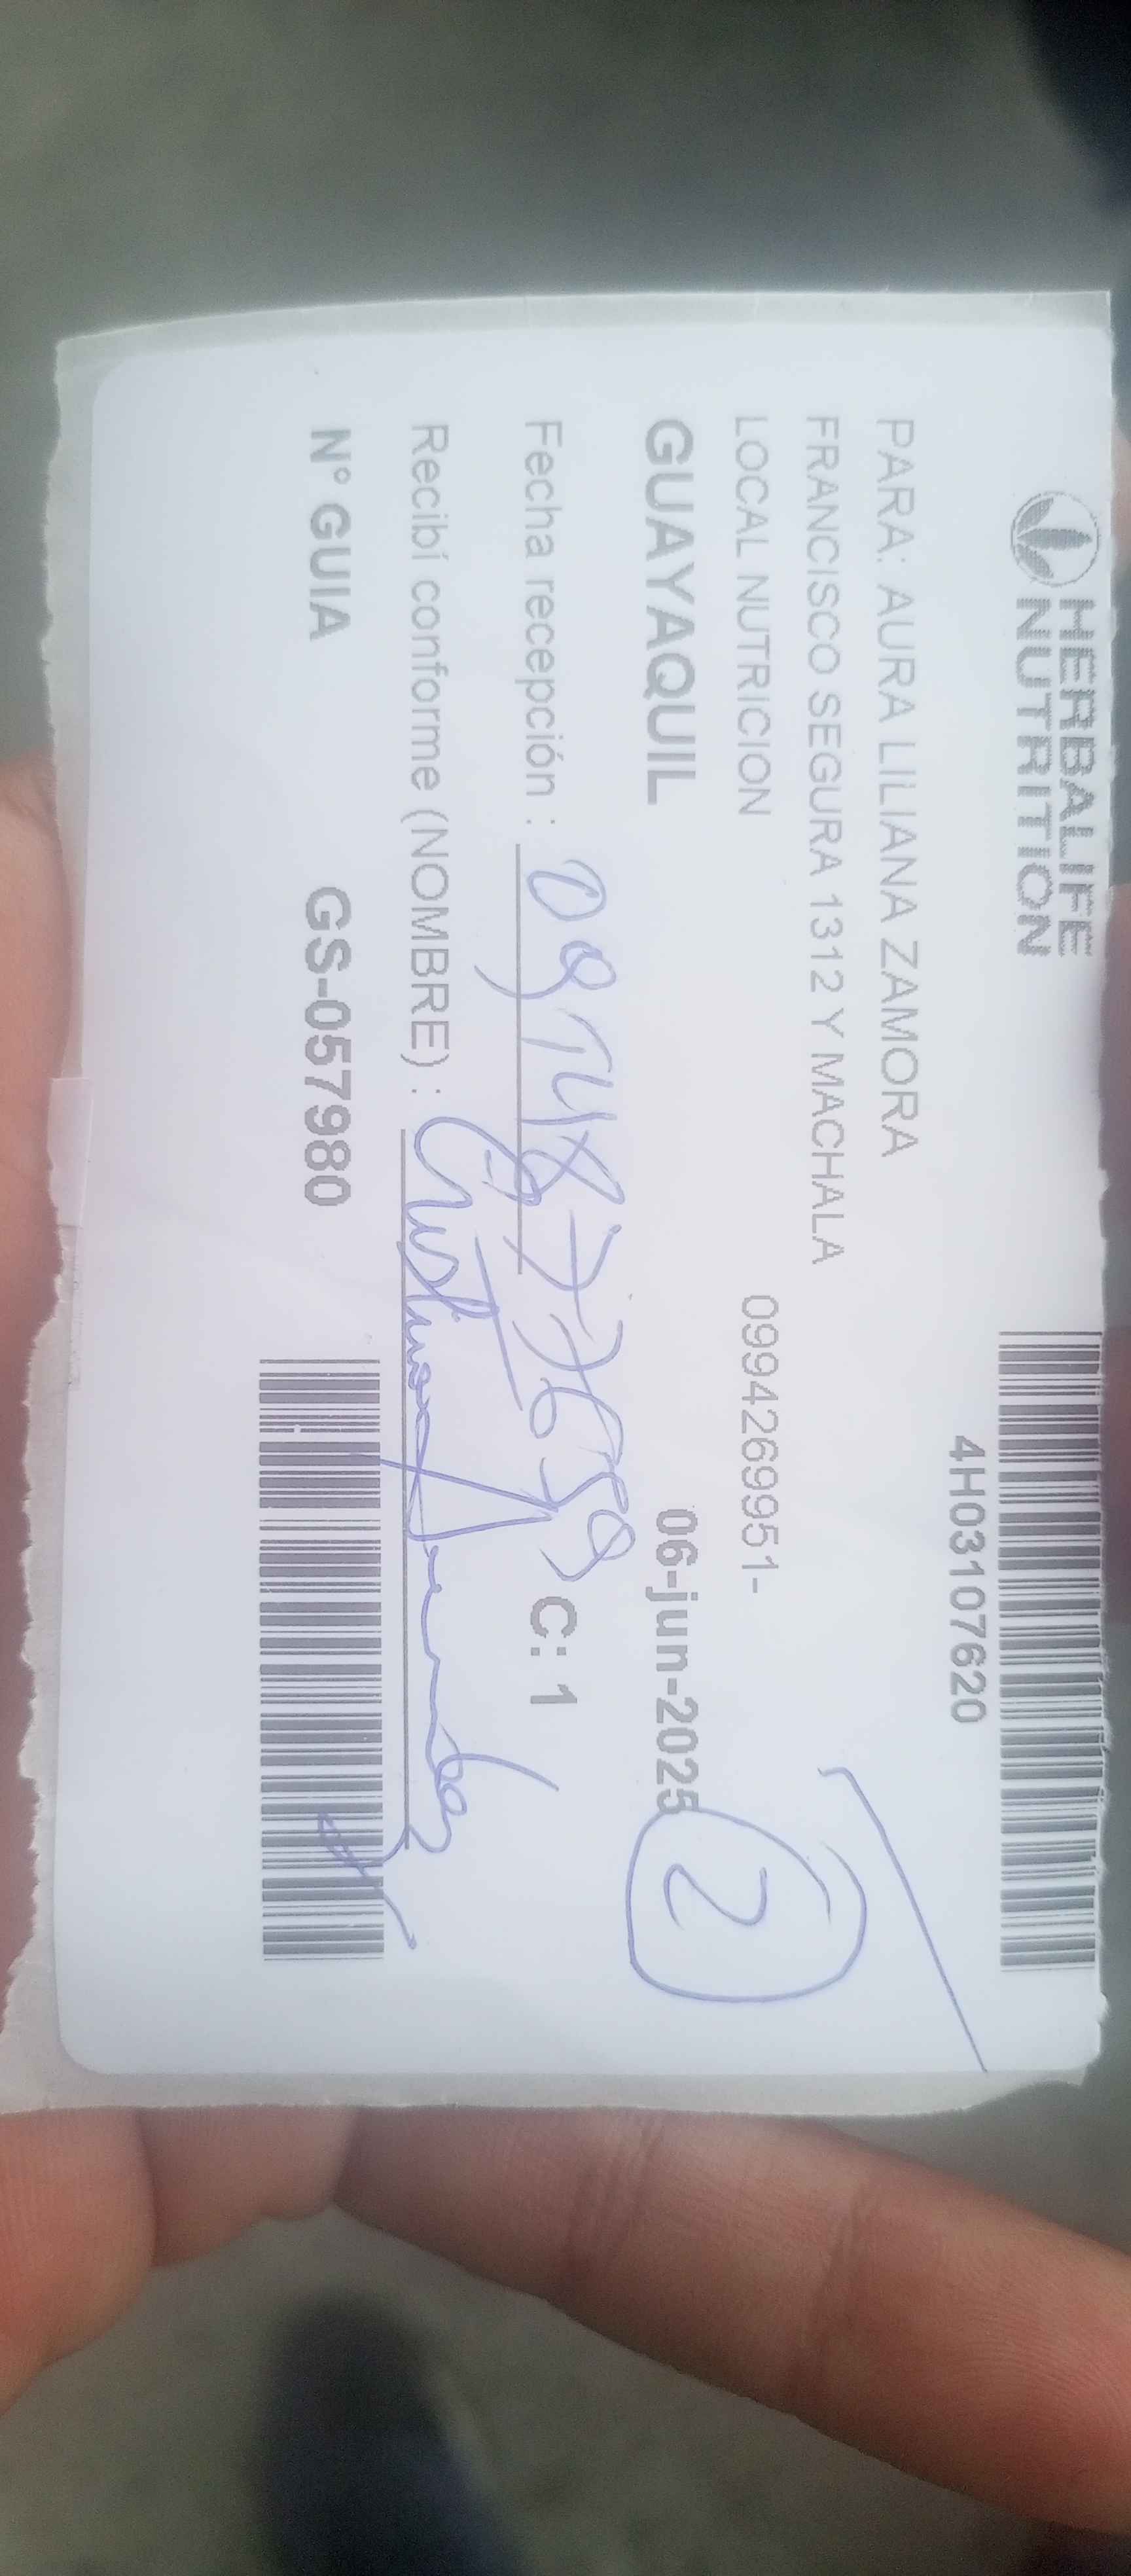 HERBALIFE
NUTRITION
4H03107620
PARA: AURA LILIANA ZAMORA
FRANCISCO SEGURA 1312 Y MACHALA
LOCAL NUTRICION 0994269951-
GUAYAQUIL 06-jun-2025 2
Fecha recepción : C: 1
Recibí conforme (NOMBRE) :
N° GUIA GS-057980